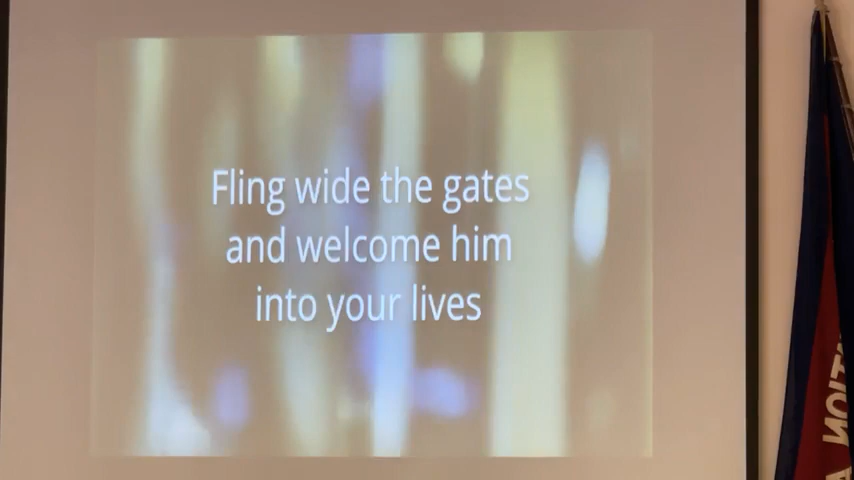 Fling wide the gates
and welcome him
into your lives